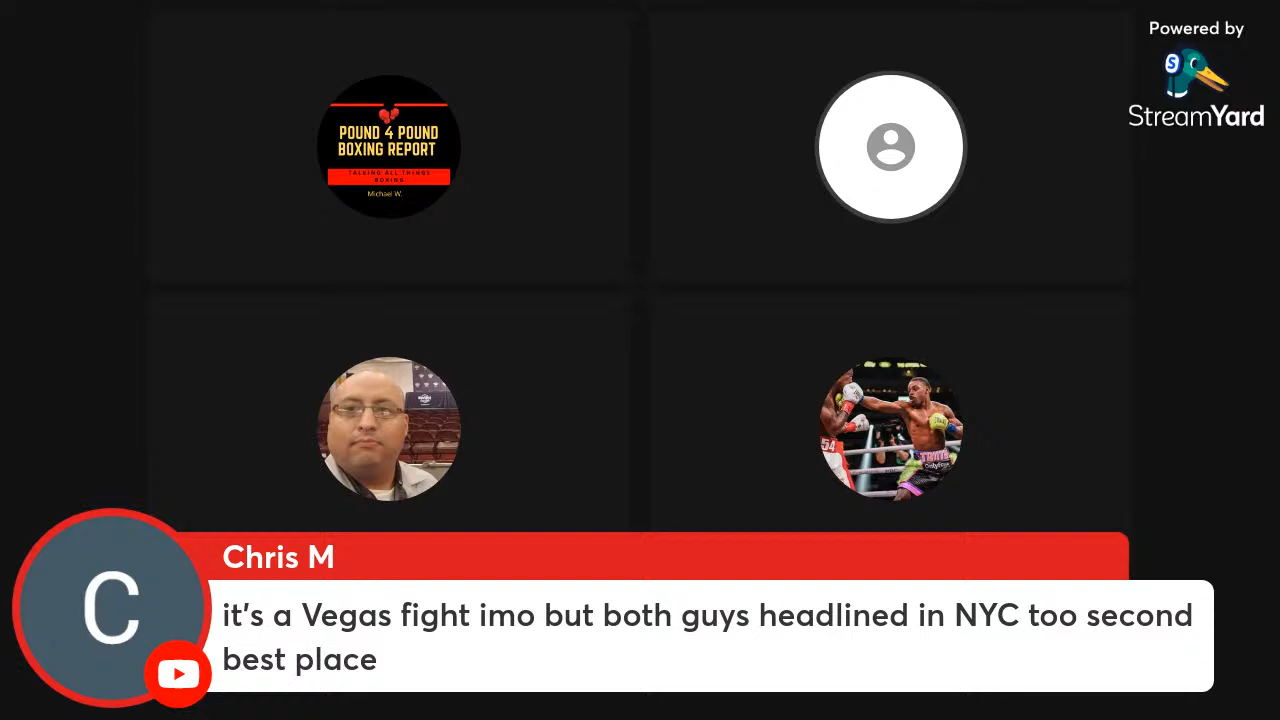 Powered by
StreamYard
POUND 4 POUND
BOXING REPORT
TALKING ALL THINGS
BOXING
Michael W.
54
C
Chris M
it's a Vegas fight imo but both guys headlined in NYC too second
best place